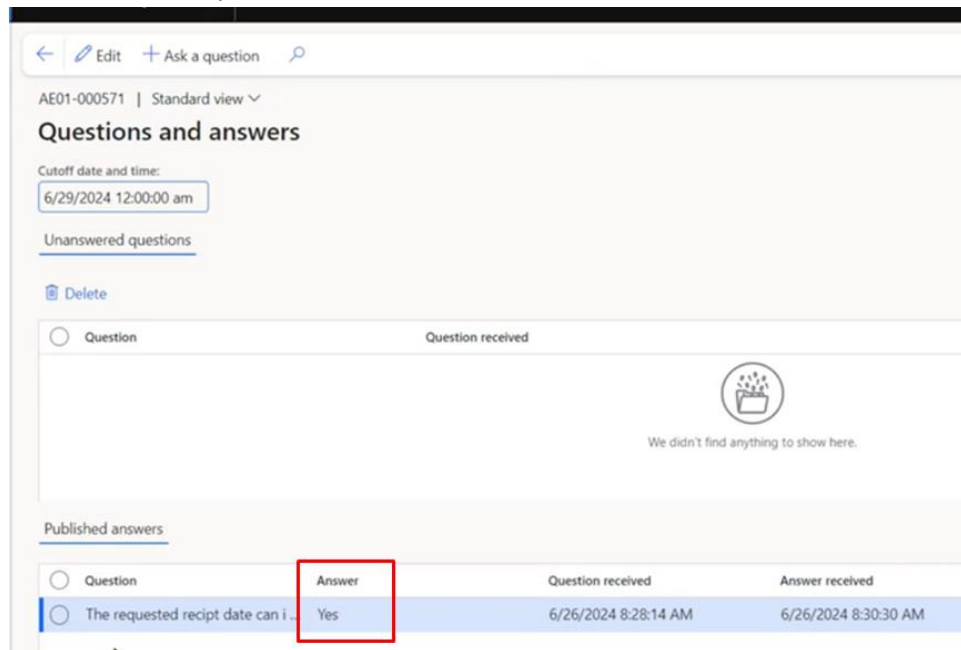 Edit + Ask a question
AE01-000571 | Standard view
Questions and answers
Cutoff date and time:
6/29/2024 12:00:00 am
Unanswered questions
Delete
Question Question received
We didn't find anything to show here.
Published answers
Question Answer Question received Answer received
The requested recipt date can i ... Yes 6/26/2024 8:28:14 AM 6/26/2024 8:30:30 AM